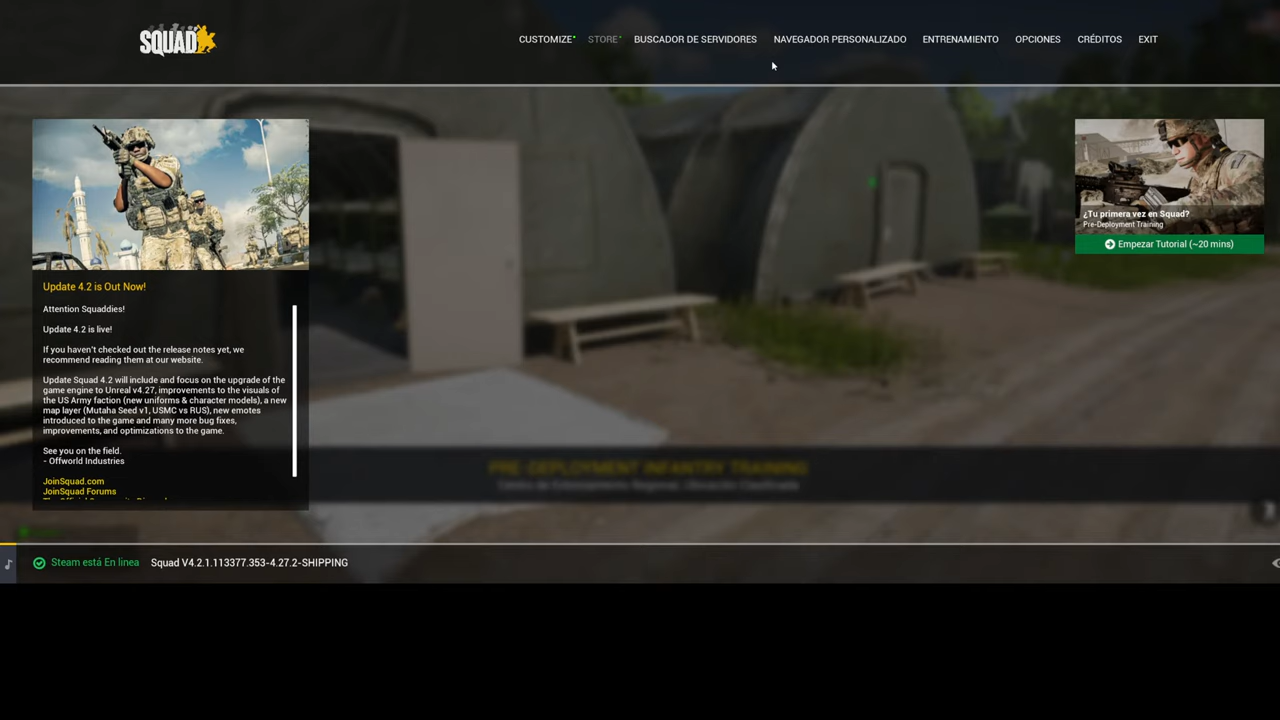 SQUAD
CUSTOMIZE STORE BUSCADOR DE SERVIDORES NAVEGADOR PERSONALIZADO ENTRENAMIENTO OPCIONES CRÉDITOS EXIT
Update 4.2 is Out Now!
Attention Squaddies!
Update 4.2 is live!
If you haven't checked out the release notes yet, we
recommend reading them at our website.
Update Squad 4.2 will include and focus on the upgrade of the
game engine to Unreal v4.27, improvements to the visuals of
the US Army faction (new uniforms & character models), a new
map layer (Mutaha Seed v1, USMC vs RUS), new emotes
introduced to the game and many more bug fixes,
improvements, and optimizations to the game.
See you on the field.
- Offworld Industries
JoinSquad.com
JoinSquad Forums
¿Tu primera vez en Squad?
Pre-Deployment Training
Empezar Tutorial (~20 mins)
PRE-DEPLOYMENT INFANTRY TRAINING
Steam está En linea Squad V4.2.1.113377.353-4.27.2-SHIPPING